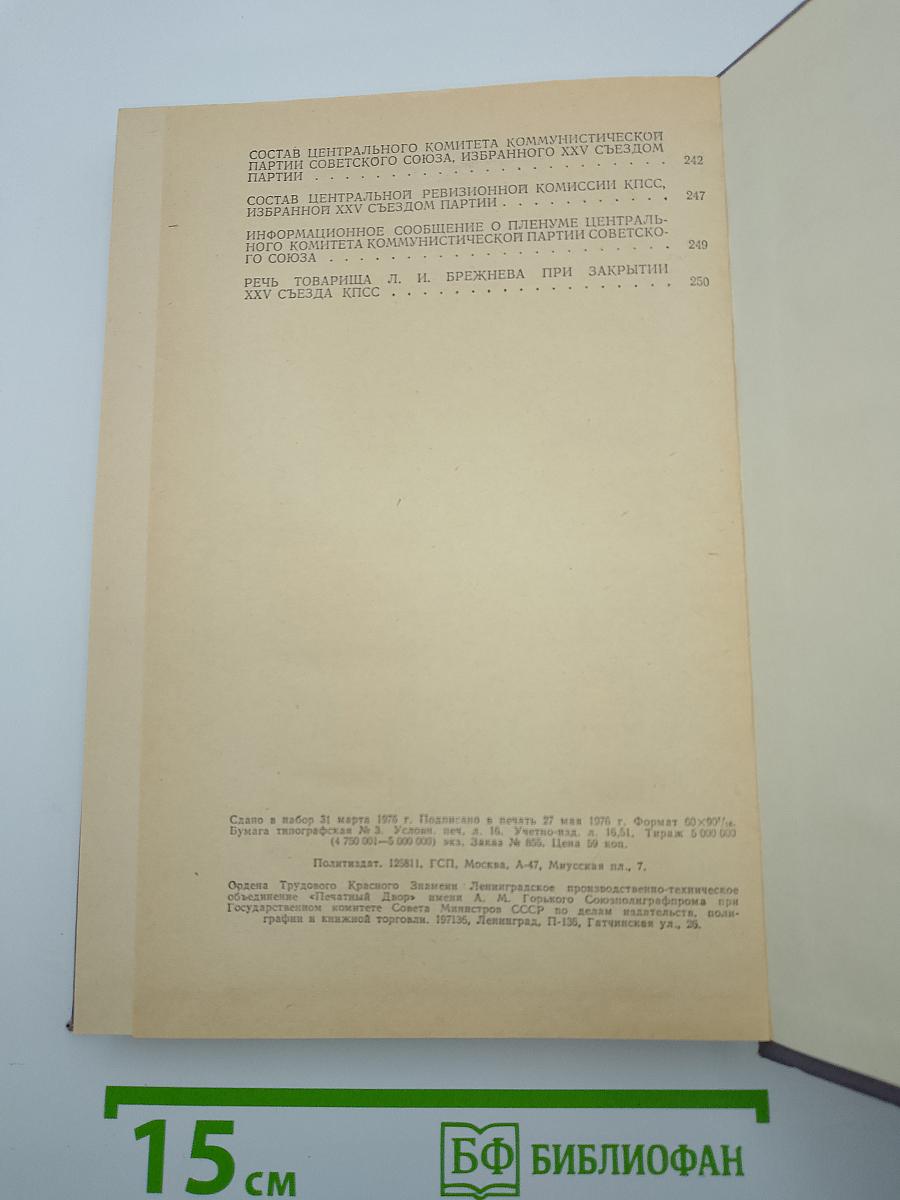 СОСТАВ ЦЕНТРАЛЬНОГО КОМИТЕТА КОММУНИСТИЧЕСКОЙ
ПАРТИИ СОВЕТСКОГО СОЮЗА, ИЗБРАННОГО XXV СЪЕЗДОМ
ПАРТИИ . . . . . . . . . . . . . . . . . . . . . . . . 242
СОСТАВ ЦЕНТРАЛЬНОЙ РЕВИЗИОННОЙ КОМИССИИ КПСС,
ИЗБРАННОЙ XXV СЪЕЗДОМ ПАРТИИ . . . . . . . . . . . 247
ИНФОРМАЦИОННОЕ СООБЩЕНИЕ О ПЛЕНУМЕ ЦЕНТРАЛЬ-
НОГО КОМИТЕТА КОММУНИСТИЧЕСКОЙ ПАРТИИ СОВЕТСКО-
ГО СОЮЗА . . . . . . . . . . . . . . . . . . . . . . . 249
РЕЧЬ ТОВАРИЩА Л. И. БРЕЖНЕВА ПРИ ЗАКРЫТИИ
XXV СЪЕЗДА КПСС . . . . . . . . . . . . . . . . . . . 250
Сдано в набор 31 марта 1976 г. Подписано в печать 27 мая 1976 г. Формат 60×90¹/₁₆.
Бумага типографская № 3. Условн. печ. л. 16. Учетно-изд. л. 16,51. Тираж 5 000 000
(4 750 001—5 000 000) экз. Заказ № 855. Цена 59 коп.
Политиздат. 125811, ГСП, Москва, А-47, Миусская пл., 7.
Ордена Трудового Красного Знамени Ленинградское производственно-техническое
объединение «Печатный Двор» имени А. М. Горького Союзполиграфпрома при
Государственном комитете Совета Министров СССР по делам издательств, поли-
графии и книжной торговли. 197136, Ленинград, П-136, Гатчинская ул., 26.
15 см
БФ БИБЛИОФАН